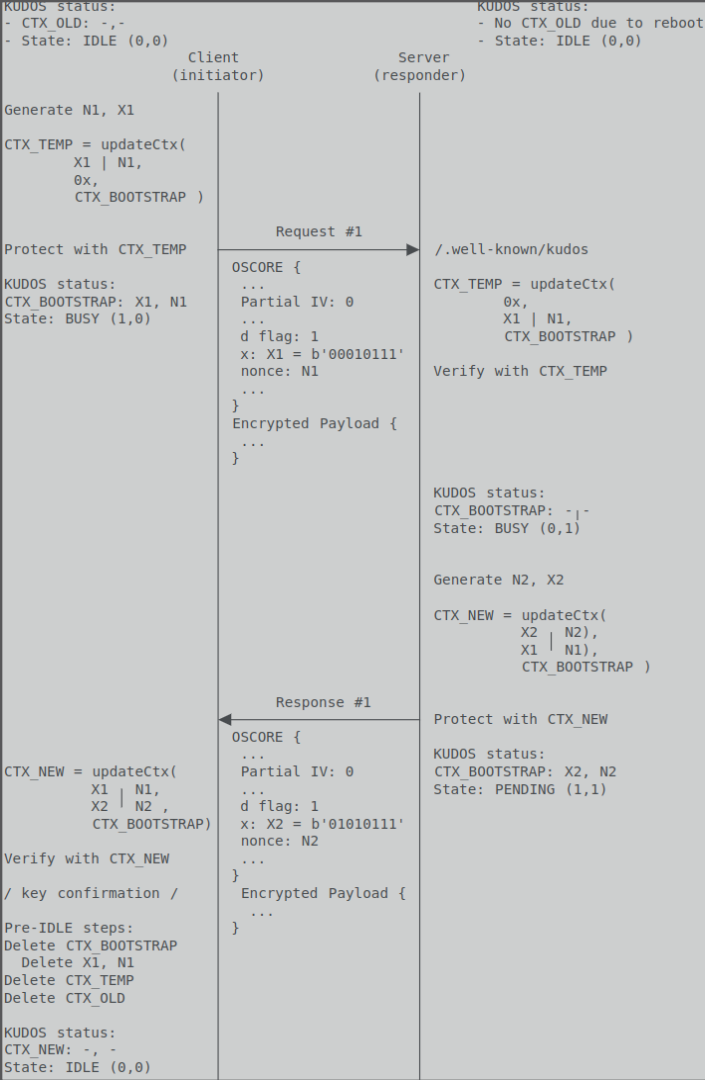 KUDOS status:
- CTX_OLD: -,-
- State: IDLE (0,0)
KUDOS status:
- No CTX_OLD due to reboot
- State: IDLE (0,0)
Client
(initiator)
Server
(responder)
Generate N1, X1
CTX_TEMP = updateCtx(
X1 | N1,
0x,
CTX_BOOTSTRAP )
Request #1
Protect with CTX_TEMP
/.well-known/kudos
OSCORE {
...
Partial IV: 0
...
d flag: 1
x: X1 = b'00010111'
nonce: N1
...
}
Encrypted Payload {
...
}
KUDOS status:
CTX_BOOTSTRAP: X1, N1
State: BUSY (1,0)
CTX_TEMP = updateCtx(
0x,
X1 | N1,
CTX_BOOTSTRAP )
Verify with CTX_TEMP
KUDOS status:
CTX_BOOTSTRAP: -,-
State: BUSY (0,1)
Generate N2, X2
CTX_NEW = updateCtx(
X2 | N2),
X1 | N1),
CTX_BOOTSTRAP )
Response #1
Protect with CTX_NEW
OSCORE {
...
Partial IV: 0
...
d flag: 1
x: X2 = b'01010111'
nonce: N2
...
}
Encrypted Payload {
...
}
KUDOS status:
CTX_BOOTSTRAP: X2, N2
State: PENDING (1,1)
CTX_NEW = updateCtx(
X1 | N1,
X2 | N2 ,
CTX_BOOTSTRAP)
Verify with CTX_NEW
/ key confirmation /
Pre-IDLE steps:
Delete CTX_BOOTSTRAP
Delete X1, N1
Delete CTX_TEMP
Delete CTX_OLD
KUDOS status:
CTX_NEW: -, -
State: IDLE (0,0)